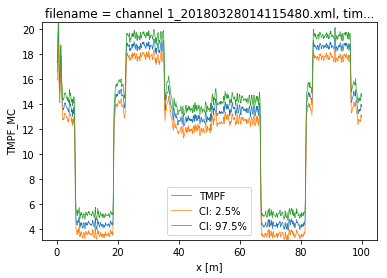 filename = channel 1_20180328014115480.xml, tim...
20
18
16
14
12
10
8
6
4
TMPF_MC
TMPF
CI: 2.5%
CI: 97.5%
0
20
40
60
80
100
x [m]